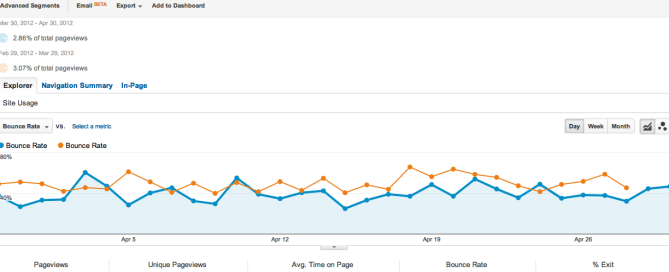 Advanced Segments Email BETA Export Add to Dashboard
Mar 30, 2012 - Apr 30, 2012
2.86% of total pageviews
Feb 29, 2012 - Mar 29, 2012
3.07% of total pageviews
Explorer Navigation Summary In-Page
Site Usage
Bounce Rate vs. Select a metric Day Week Month
Bounce Rate Bounce Rate
80%
40%
Apr 5 Apr 12 Apr 19 Apr 26
Pageviews Unique Pageviews Avg. Time on Page Bounce Rate % Exit